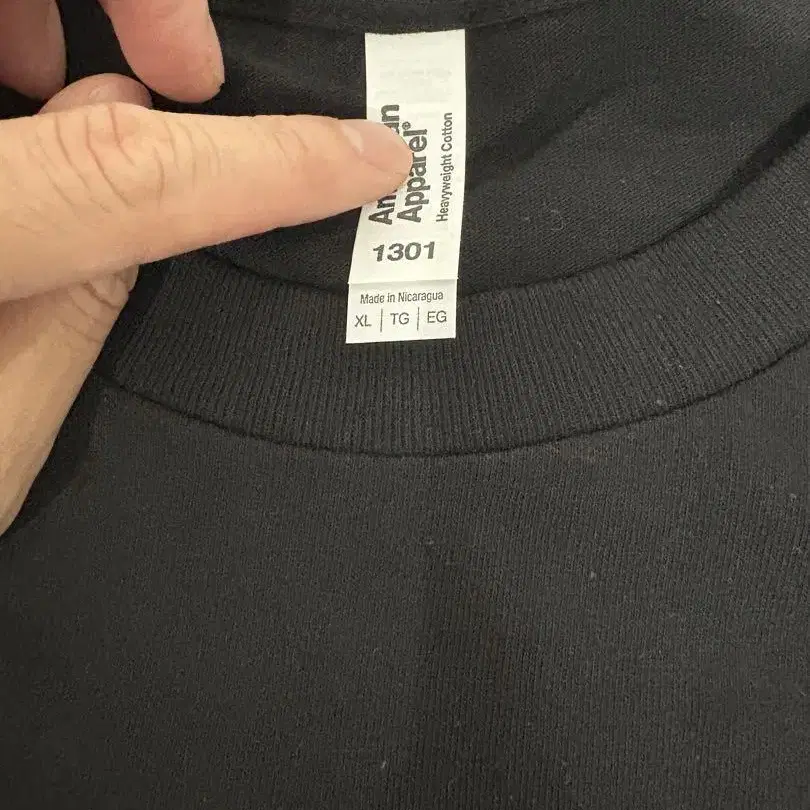 Apparel®
Heavyweight Cotton
1301
Made in Nicaragua
XL | TG | EG